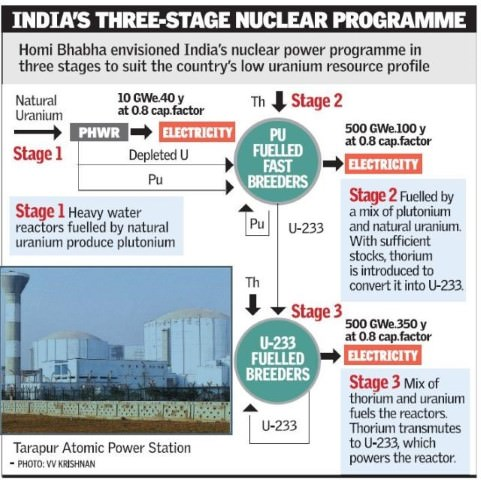 INDIA'S THREE-STAGE NUCLEAR PROGRAMME
Homi Bhabha envisioned India's nuclear power programme in
three stages to suit the country's low uranium resource profile
Natural
Uranium
Stage 1
PHWR
10 GWe.40 y
at 0.8 cap.factor
ELECTRICITY
Depleted U
Pu
Stage 1 Heavy water
reactors fuelled by natural
uranium produce plutonium
Th
Stage 2
PU
FUELLED
FAST
BREEDERS
500 GWe.100 y
at 0.8 cap.factor
ELECTRICITY
Pu
U-233
Stage 2 Fuelled by
a mix of plutonium
and natural uranium.
With sufficient
stocks, thorium
is introduced to
convert it into U-233.
Th
Stage 3
U-233
FUELLED
BREEDERS
500 GWe.350 y
at 0.8 cap.factor
ELECTRICITY
U-233
Stage 3 Mix of
thorium and uranium
fuels the reactors.
Thorium transmutes
to U-233, which
powers the reactor.
Tarapur Atomic Power Station
- PHOTO: VV KRISHNAN